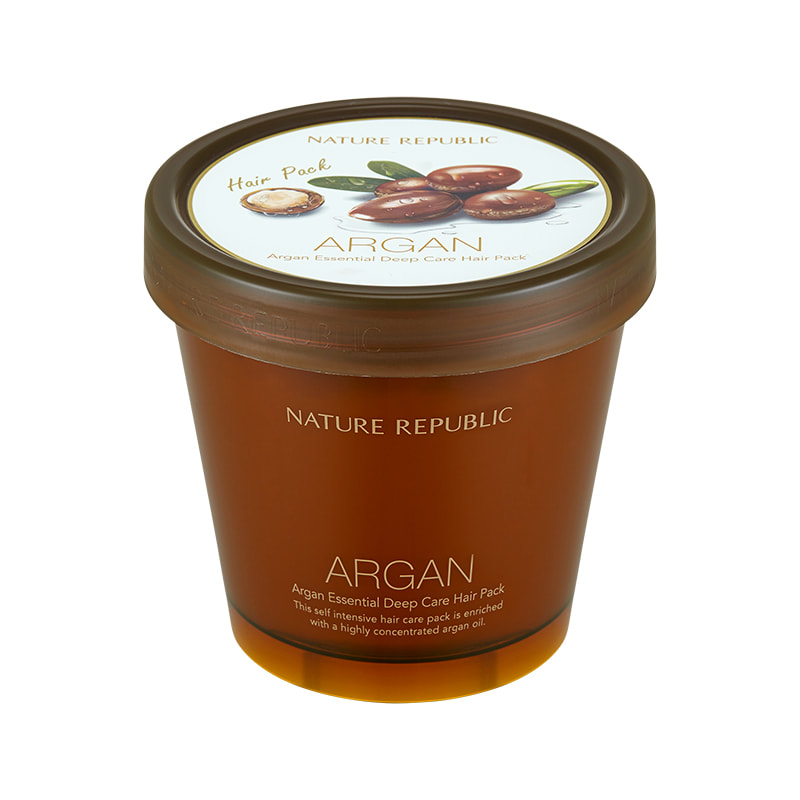 NATURE REPUBLIC
Hair Pack
ARGAN
Argan Essential Deep Care Hair Pack
REPUBLIC
NATURE REPUBLIC
ARGAN
Argan Essential Deep Care Hair Pack
This self intensive hair care pack is enriched
with a highly concentrated argan oil.